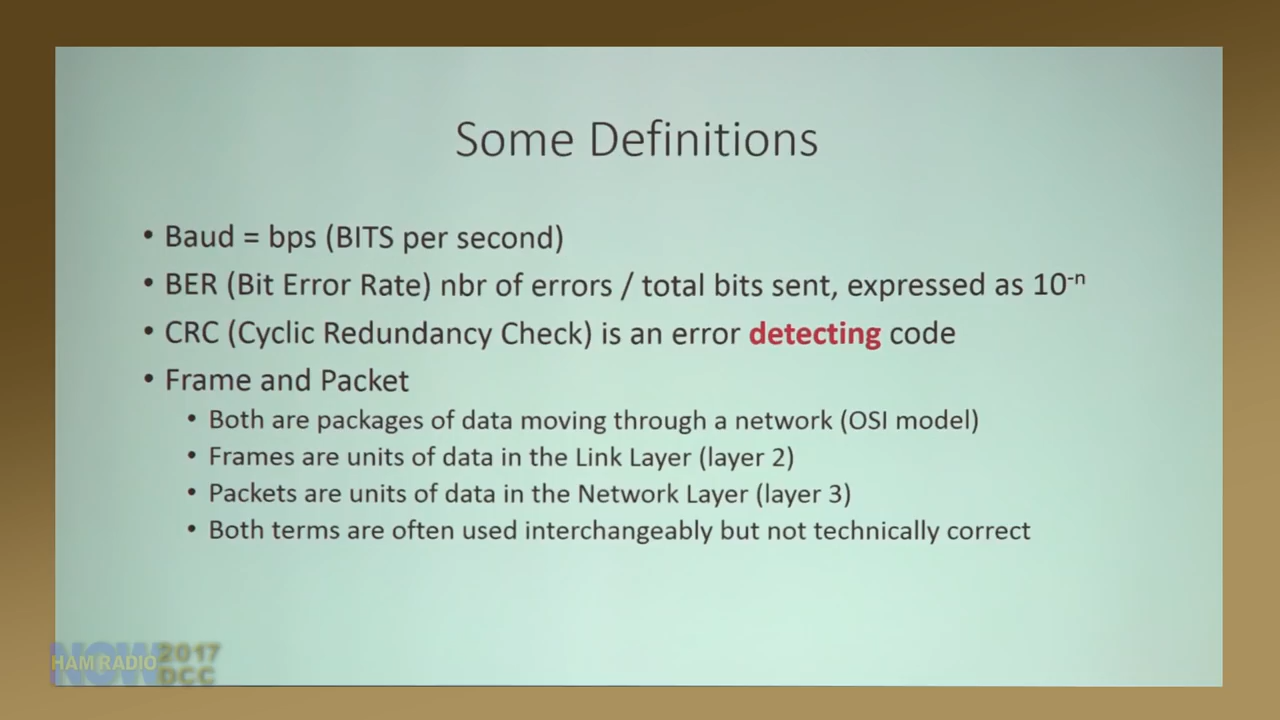 Some Definitions
• Baud = bps (BITS per second)
• BER (Bit Error Rate) nbr of errors / total bits sent, expressed as 10⁻ⁿ
• CRC (Cyclic Redundancy Check) is an error detecting code
• Frame and Packet
• Both are packages of data moving through a network (OSI model)
• Frames are units of data in the Link Layer (layer 2)
• Packets are units of data in the Network Layer (layer 3)
• Both terms are often used interchangeably but not technically correct
NOW
HAM RADIO
2017
DCC